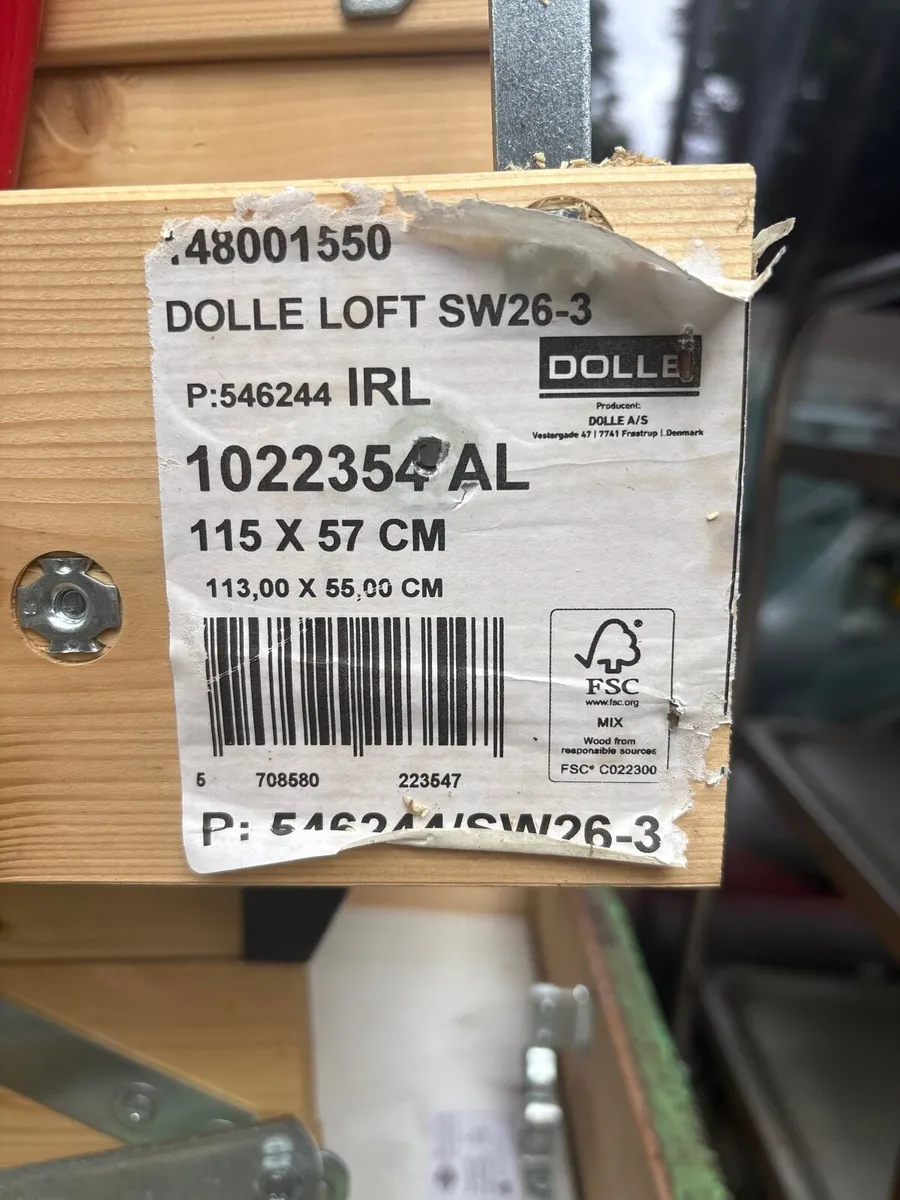 148001550
DOLLE LOFT SW26-3
P:546244 IRL
DOLLE
Producent:
DOLLE A/S
Vestergade 47 | 7741 Frøstrup | Denmark
1022354 AL
115 X 57 CM
113,00 X 55,00 CM
FSC
www.fsc.org
MIX
Wood from
responsible sources
FSC® C022300
5 708580 223547
P: 546244/SW26-3